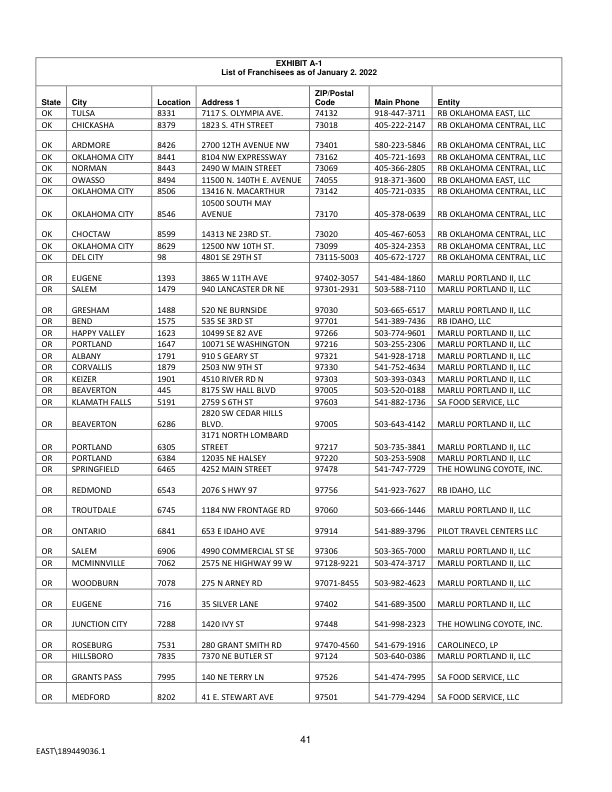 EXHIBIT A-1
List of Franchisees as of January 2. 2022
State City Location Address 1 ZIP/Postal Code Main Phone Entity
OK TULSA 8331 7117 S. OLYMPIA AVE. 74132 918-447-3711 RB OKLAHOMA EAST, LLC
OK CHICKASHA 8379 1823 S. 4TH STREET 73018 405-222-2147 RB OKLAHOMA CENTRAL, LLC
OK ARDMORE 8426 2700 12TH AVENUE NW 73401 580-223-5846 RB OKLAHOMA CENTRAL, LLC
OK OKLAHOMA CITY 8441 8104 NW EXPRESSWAY 73162 405-721-1693 RB OKLAHOMA CENTRAL, LLC
OK NORMAN 8443 2490 W MAIN STREET 73069 405-366-2805 RB OKLAHOMA CENTRAL, LLC
OK OWASSO 8494 11500 N. 140TH E. AVENUE 74055 918-371-3600 RB OKLAHOMA EAST, LLC
OK OKLAHOMA CITY 8506 13416 N. MACARTHUR 73142 405-721-0335 RB OKLAHOMA CENTRAL, LLC
OK OKLAHOMA CITY 8546 10500 SOUTH MAY AVENUE 73170 405-378-0639 RB OKLAHOMA CENTRAL, LLC
OK CHOCTAW 8599 14313 NE 23RD ST. 73020 405-467-6053 RB OKLAHOMA CENTRAL, LLC
OK OKLAHOMA CITY 8629 12500 NW 10TH ST. 73099 405-324-2353 RB OKLAHOMA CENTRAL, LLC
OK DEL CITY 98 4801 SE 29TH ST 73115-5003 405-672-1727 RB OKLAHOMA CENTRAL, LLC
OR EUGENE 1393 3865 W 11TH AVE 97402-3057 541-484-1860 MARLU PORTLAND II, LLC
OR SALEM 1479 940 LANCASTER DR NE 97301-2931 503-588-7110 MARLU PORTLAND II, LLC
OR GRESHAM 1488 520 NE BURNSIDE 97030 503-665-6517 MARLU PORTLAND II, LLC
OR BEND 1575 535 SE 3RD ST 97701 541-389-7436 RB IDAHO, LLC
OR HAPPY VALLEY 1623 10499 SE 82 AVE 97266 503-774-9601 MARLU PORTLAND II, LLC
OR PORTLAND 1647 10071 SE WASHINGTON 97216 503-255-2306 MARLU PORTLAND II, LLC
OR ALBANY 1791 910 S GEARY ST 97321 541-928-1718 MARLU PORTLAND II, LLC
OR CORVALLIS 1879 2503 NW 9TH ST 97330 541-752-4634 MARLU PORTLAND II, LLC
OR KEIZER 1901 4510 RIVER RD N 97303 503-393-0343 MARLU PORTLAND II, LLC
OR BEAVERTON 445 8175 SW HALL BLVD 97005 503-520-0188 MARLU PORTLAND II, LLC
OR KLAMATH FALLS 5191 2759 S 6TH ST 97603 541-882-1736 SA FOOD SERVICE, LLC
OR BEAVERTON 6286 2820 SW CEDAR HILLS BLVD. 97005 503-643-4142 MARLU PORTLAND II, LLC
OR PORTLAND 6305 3171 NORTH LOMBARD STREET 97217 503-735-3841 MARLU PORTLAND II, LLC
OR PORTLAND 6384 12035 NE HALSEY 97220 503-253-5908 MARLU PORTLAND II, LLC
OR SPRINGFIELD 6465 4252 MAIN STREET 97478 541-747-7729 THE HOWLING COYOTE, INC.
OR REDMOND 6543 2076 S HWY 97 97756 541-923-7627 RB IDAHO, LLC
OR TROUTDALE 6745 1184 NW FRONTAGE RD 97060 503-666-1446 MARLU PORTLAND II, LLC
OR ONTARIO 6841 653 E IDAHO AVE 97914 541-889-3796 PILOT TRAVEL CENTERS LLC
OR SALEM 6906 4990 COMMERCIAL ST SE 97306 503-365-7000 MARLU PORTLAND II, LLC
OR MCMINNVILLE 7062 2575 NE HIGHWAY 99 W 97128-9221 503-474-3717 MARLU PORTLAND II, LLC
OR WOODBURN 7078 275 N ARNEY RD 97071-8455 503-982-4623 MARLU PORTLAND II, LLC
OR EUGENE 716 35 SILVER LANE 97402 541-689-3500 MARLU PORTLAND II, LLC
OR JUNCTION CITY 7288 1420 IVY ST 97448 541-998-2323 THE HOWLING COYOTE, INC.
OR ROSEBURG 7531 280 GRANT SMITH RD 97470-4560 541-679-1916 CAROLINECO, LP
OR HILLSBORO 7835 7370 NE BUTLER ST 97124 503-640-0386 MARLU PORTLAND II, LLC
OR GRANTS PASS 7995 140 NE TERRY LN 97526 541-474-7995 SA FOOD SERVICE, LLC
OR MEDFORD 8202 41 E. STEWART AVE 97501 541-779-4294 SA FOOD SERVICE, LLC
41
EAST\189449036.1